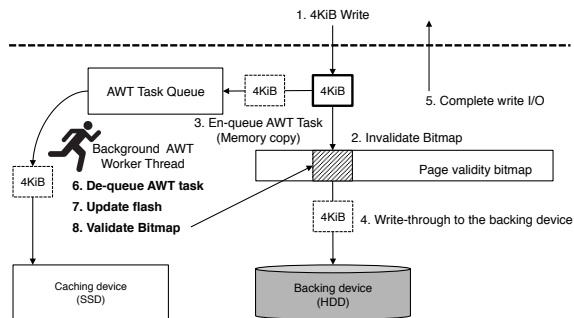 1. 4KiB Write
AWT Task Queue
4KiB
4KiB
5. Complete write I/O
3. En-queue AWT Task
(Memory copy)
2. Invalidate Bitmap
Background AWT
Worker Thread
Page validity bitmap
4KiB
6. De-queue AWT task
7. Update flash
8. Validate Bitmap
4KiB
4. Write-through to the backing device
Caching device
(SSD)
Backing device
(HDD)